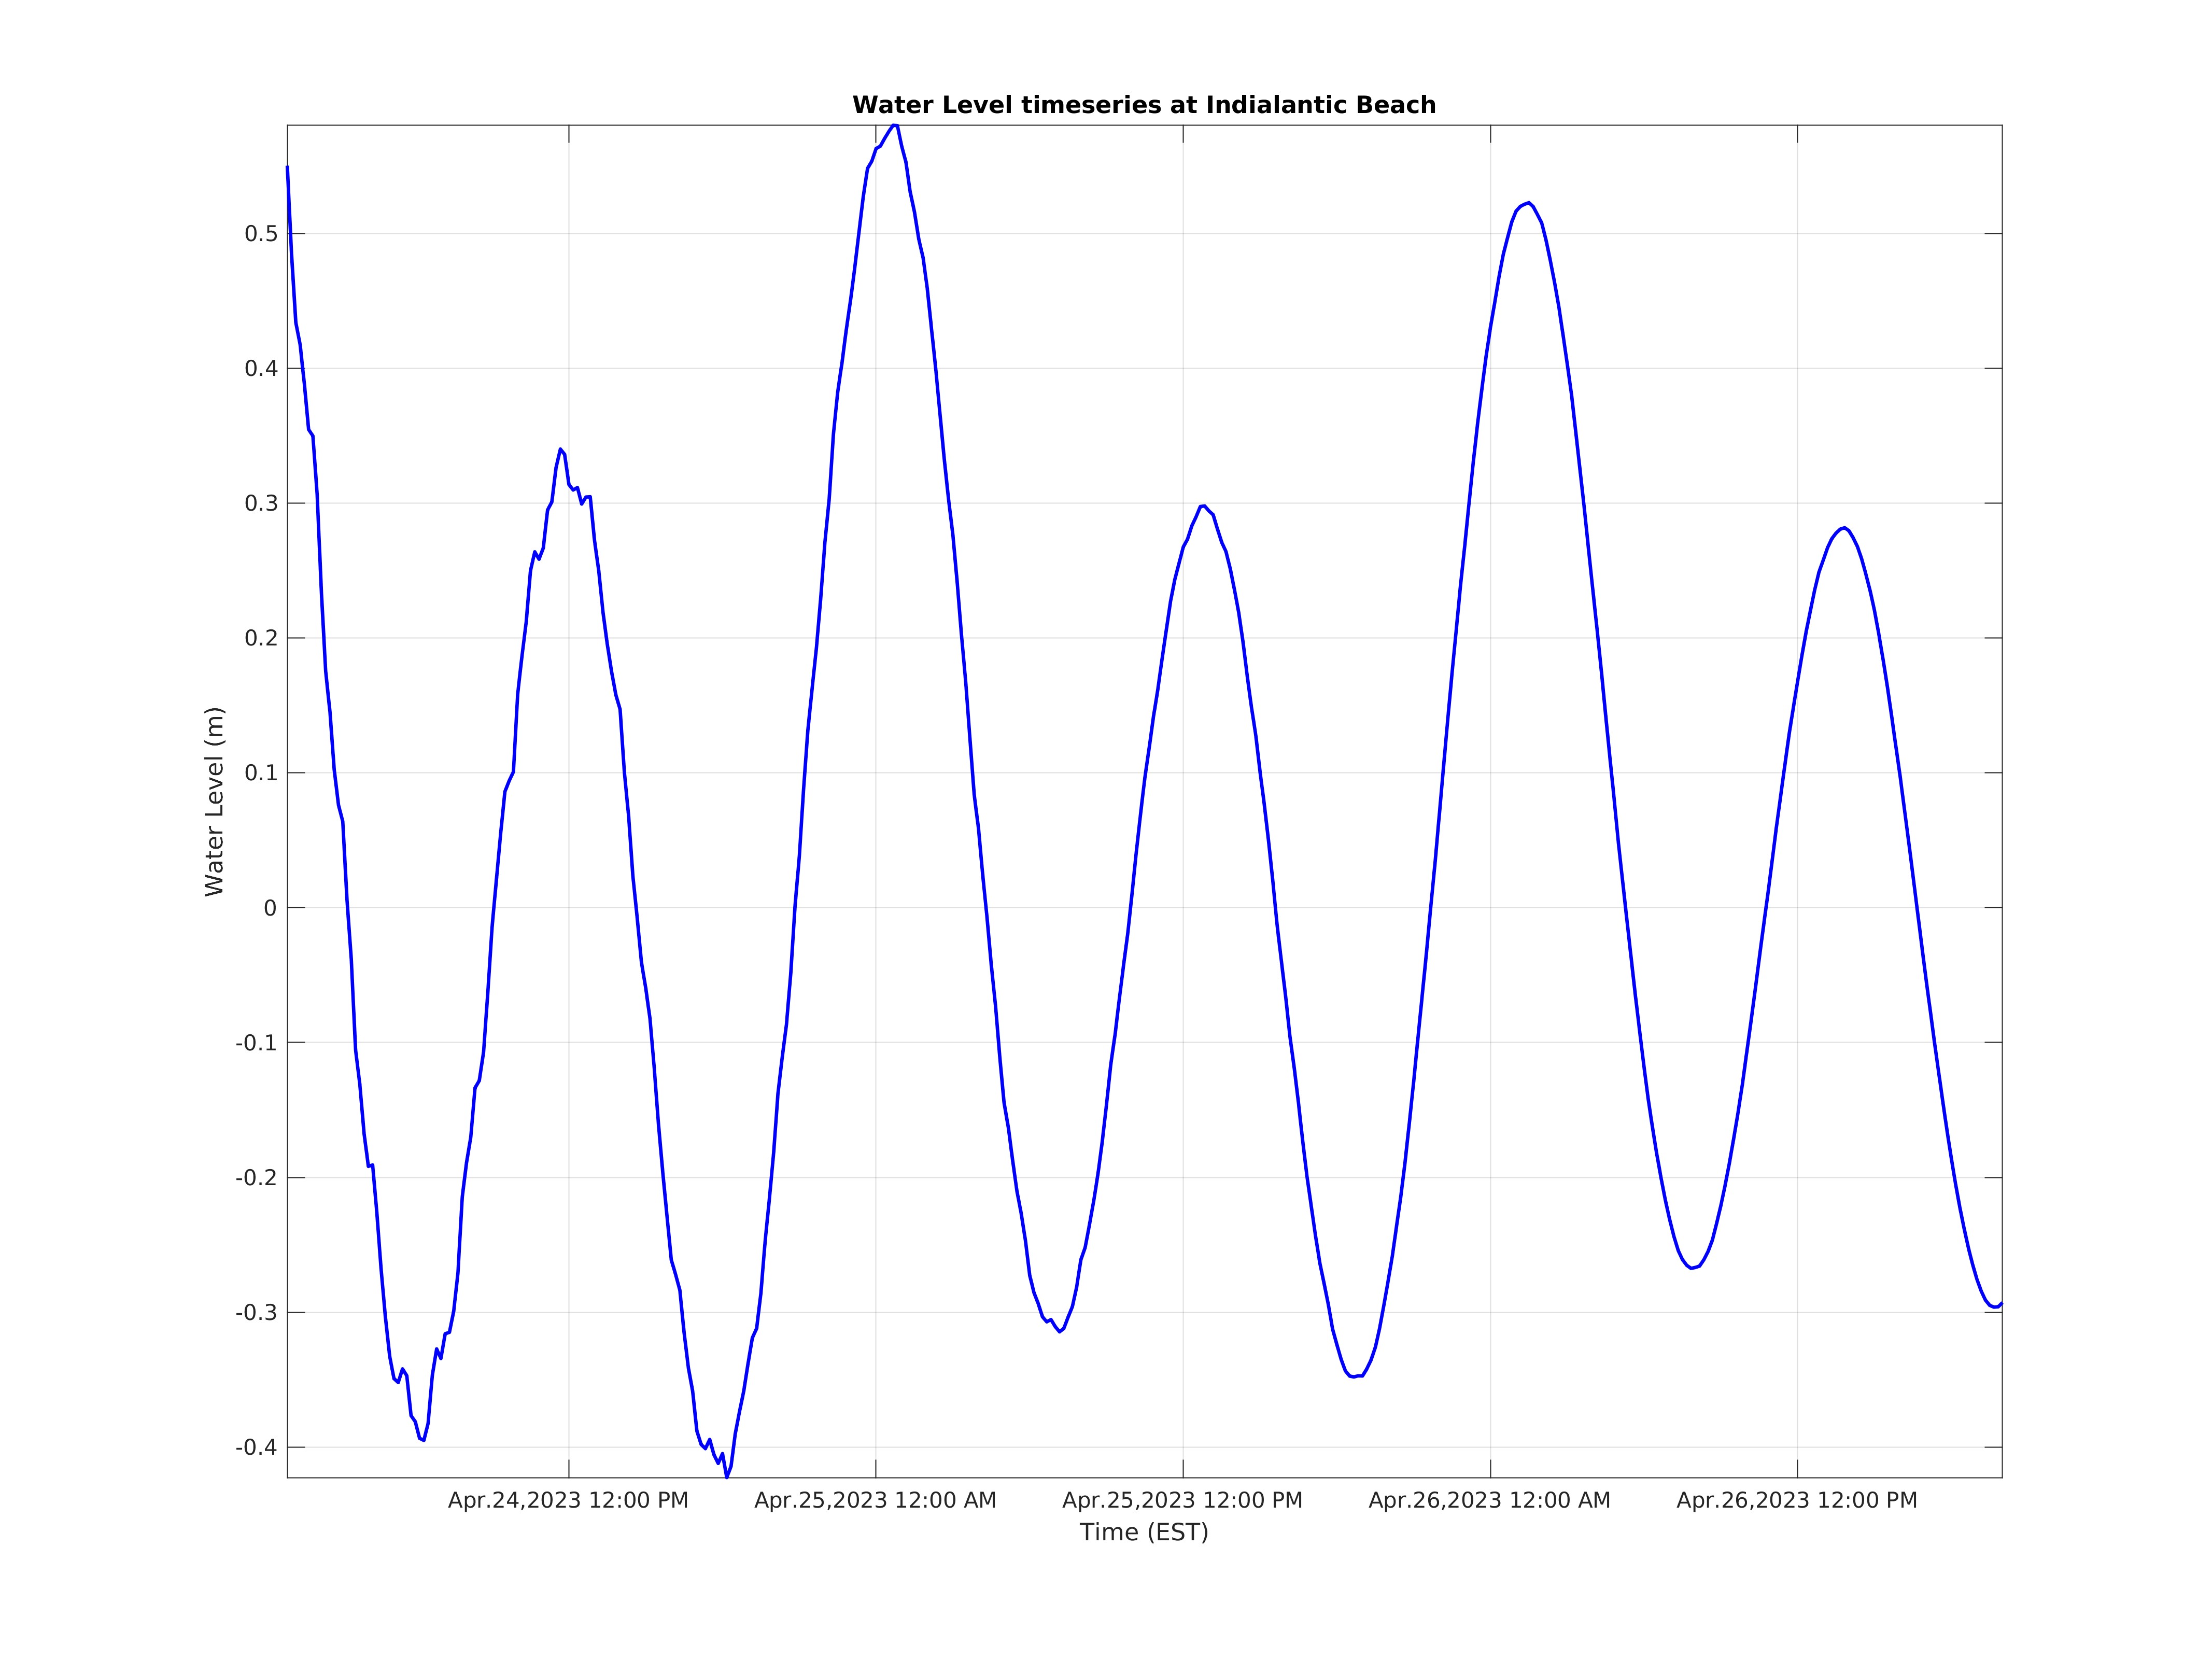 Water Level timeseries at Indialantic Beach
0.5
0.4
0.3
0.2
0.1
0
-0.1
-0.2
-0.3
-0.4
Water Level (m)
Apr.24,2023 12:00 PM Apr.25,2023 12:00 AM Apr.25,2023 12:00 PM Apr.26,2023 12:00 AM Apr.26,2023 12:00 PM
Time (EST)